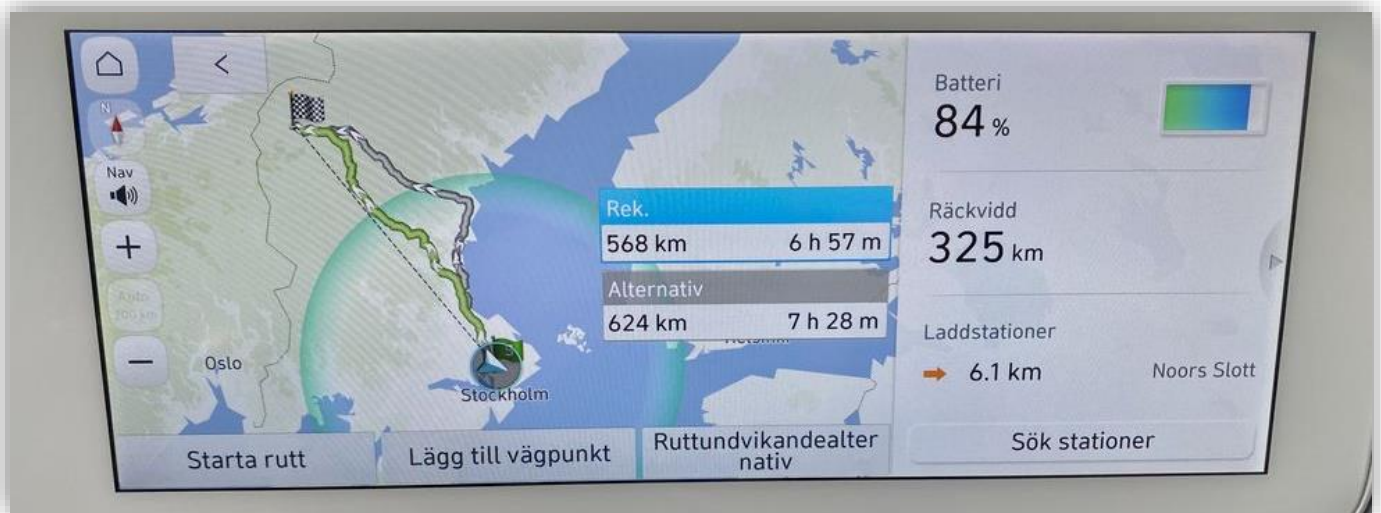 N
Nav
Auto
Oslo
Stockholm
Rek.
568 km 6 h 57 m
Alternativ
624 km 7 h 28 m
Starta rutt
Lägg till vägpunkt
Ruttundvikandealter
nativ
Batteri
84 %
Räckvidd
325 km
Laddstationer
6.1 km Noors Slott
Sök stationer